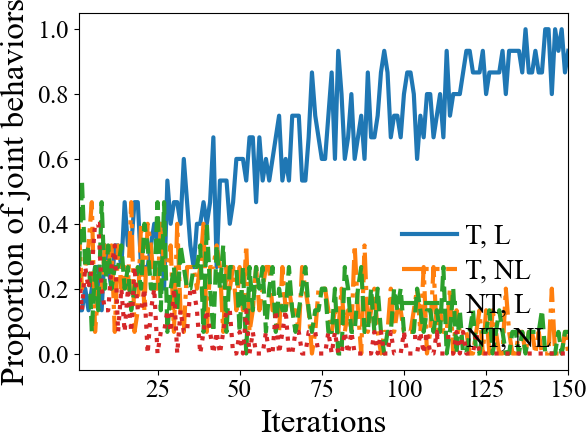 Proportion of joint behaviors
1.0
0.8
0.6
0.4
0.2
0.0
T, L
T, NL
NT, L
NT, NL
25 50 75 100 125 150
Iterations